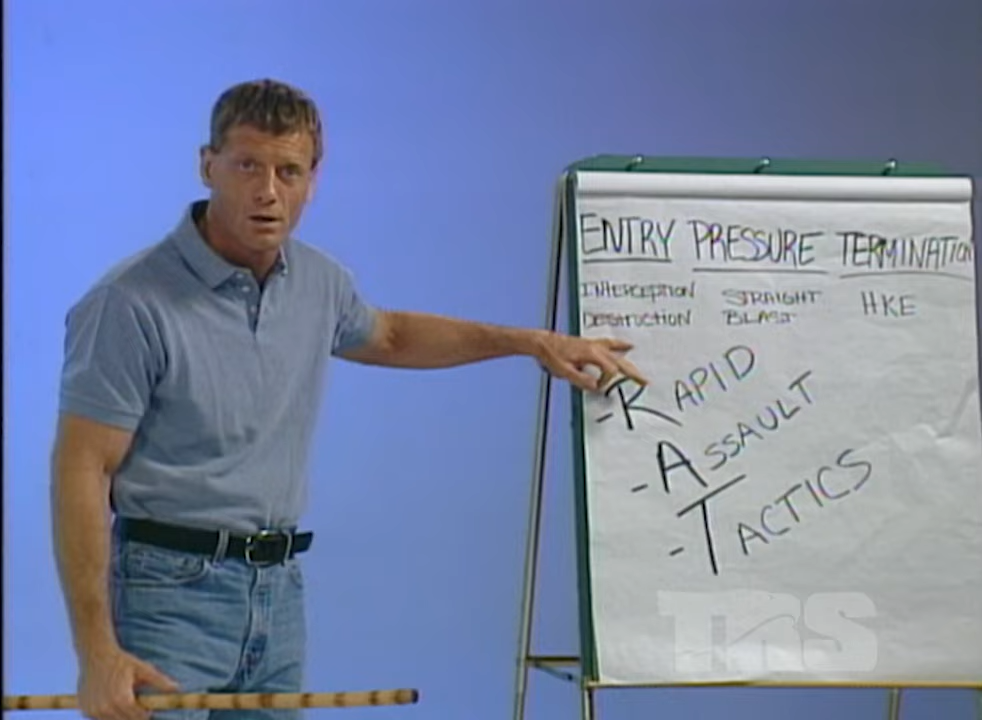 ENTRY PRESSURE TERMINATION
INTERCEPTION STRAIGHT HKE
DESTRUCTION BLAST
-RAPID
-ASSAULT
-TACTICS
TRS